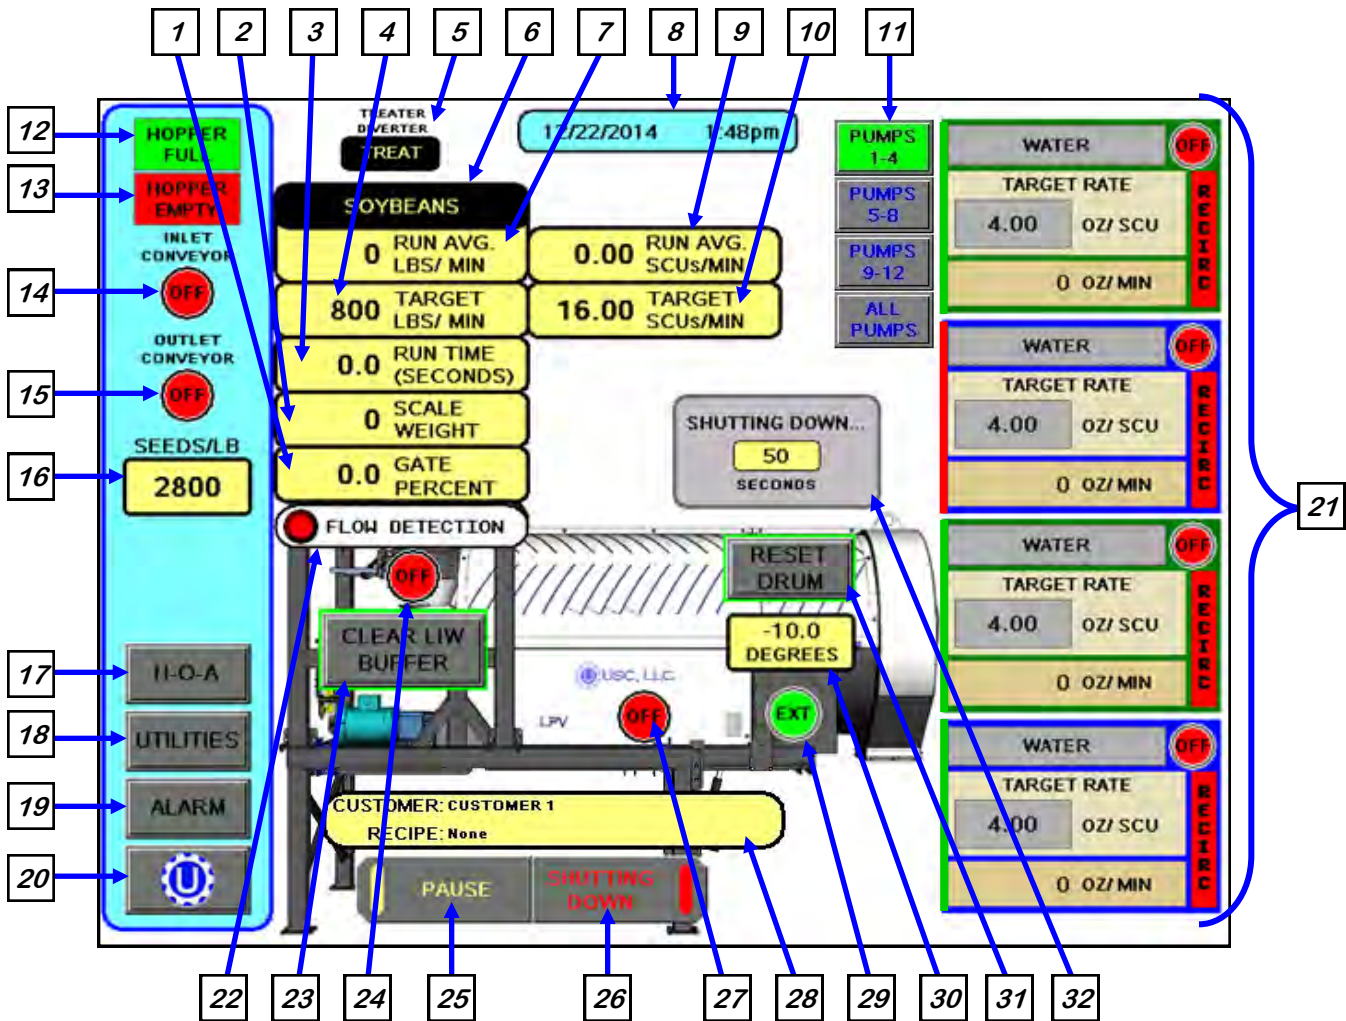 1 2 3 4 5 6 7 8 9 10 11
12 13 14 15 16 17 18 19 20
HOPPER
FULL
HOPPER
EMPTY
INLET
CONVEYOR
OFF
OUTLET
CONVEYOR
OFF
SEEDS/LB
2800
H-O-A
UTILITIES
ALARM
U
TREATER
DIVERTER
TREAT
12/22/2014 1:48pm
SOYBEANS
0 RUN AVG.
LBS/ MIN
0.00 RUN AVG.
SCUs/MIN
800 TARGET
LBS/ MIN
16.00 TARGET
SCUs/MIN
0.0 RUN TIME
(SECONDS)
0 SCALE
WEIGHT
0.0 GATE
PERCENT
FLOW DETECTION
OFF
CLEAR LIW
BUFFER
SHUTTING DOWN...
50
SECONDS
RESET
DRUM
-10.0
DEGREES
USC, LLC.
LPV
OFF
EXT
CUSTOMER: CUSTOMER 1
RECIPE: None
PAUSE
SHUTTING
DOWN
PUMPS
1-4
PUMPS
5-8
PUMPS
9-12
ALL
PUMPS
WATER OFF
TARGET RATE
4.00 OZ/ SCU
0 OZ/ MIN
RECIRC
WATER OFF
TARGET RATE
4.00 OZ/ SCU
0 OZ/ MIN
RECIRC
WATER OFF
TARGET RATE
4.00 OZ/ SCU
0 OZ/ MIN
RECIRC
WATER OFF
TARGET RATE
4.00 OZ/ SCU
0 OZ/ MIN
RECIRC
21
22 23 24 25 26 27 28 29 30 31 32